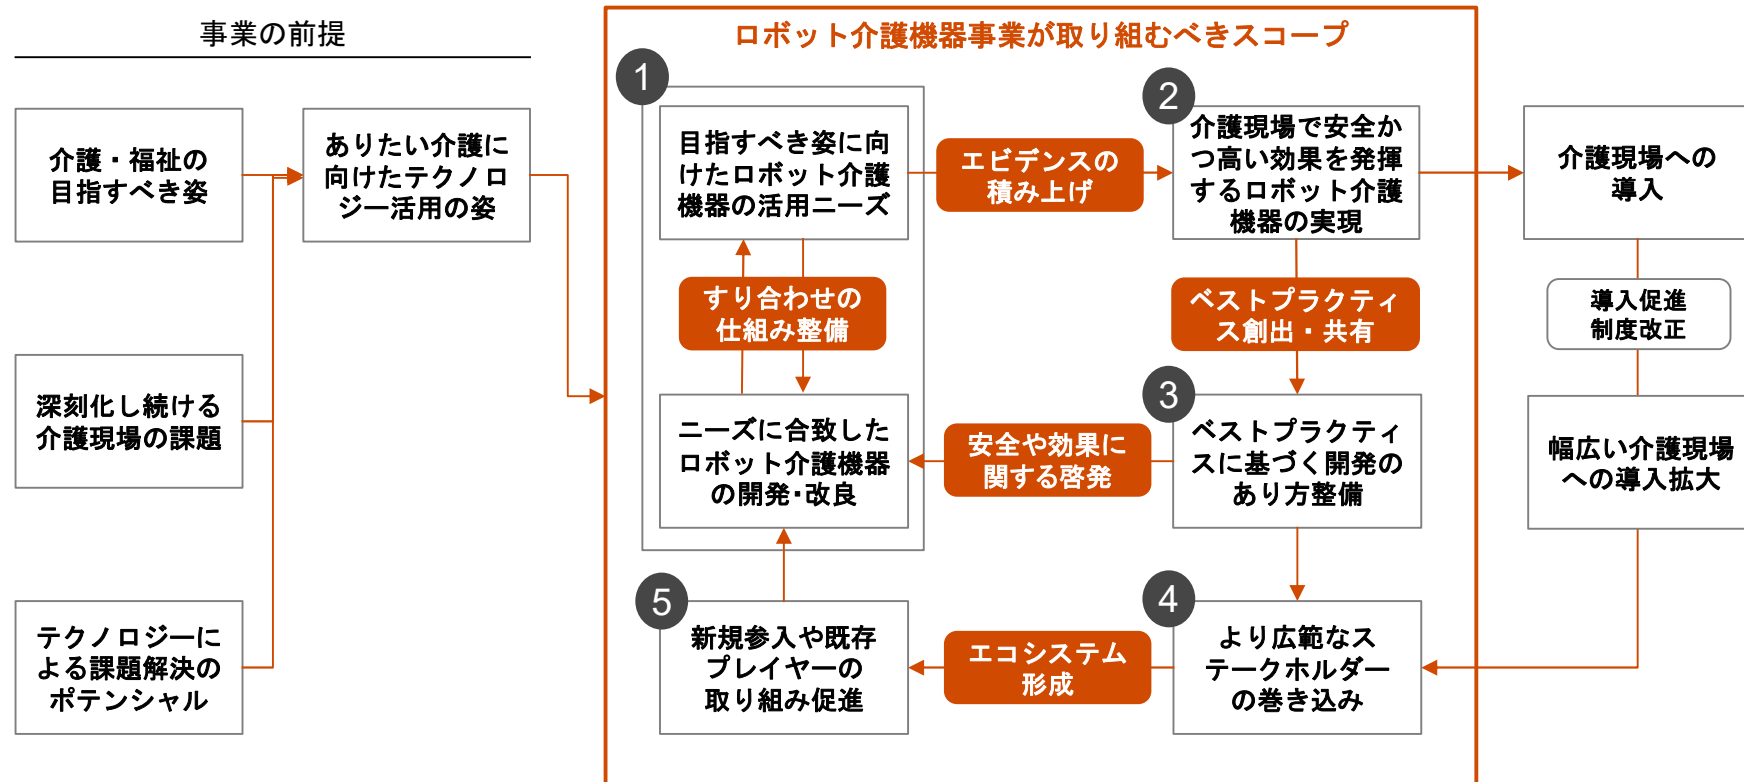 事業の前提
介護・福祉の
目指すべき姿
深刻化し続ける
介護現場の課題
テクノロジーに
よる課題解決の
ポテンシャル
ありたい介護に
向けたテクノロ
ジー活用の姿
ロボット介護機器事業が取り組むべきスコープ
1
目指すべき姿に向
けたロボット介護
機器の活用ニーズ
すり合わせの
仕組み整備
ニーズに合致した
ロボット介護機器
の開発・改良
エビデンスの
積み上げ
2
介護現場で安全か
つ高い効果を発揮
するロボット介護
機器の実現
ベストプラクティ
ス創出・共有
3
ベストプラクティ
スに基づく開発の
あり方整備
安全や効果に
関する啓発
4
より広範なス
テークホルダー
の巻き込み
エコシステム
形成
5
新規参入や既存
プレイヤーの
取り組み促進
介護現場への
導入
導入促進
制度改正
幅広い介護現場
への導入拡大